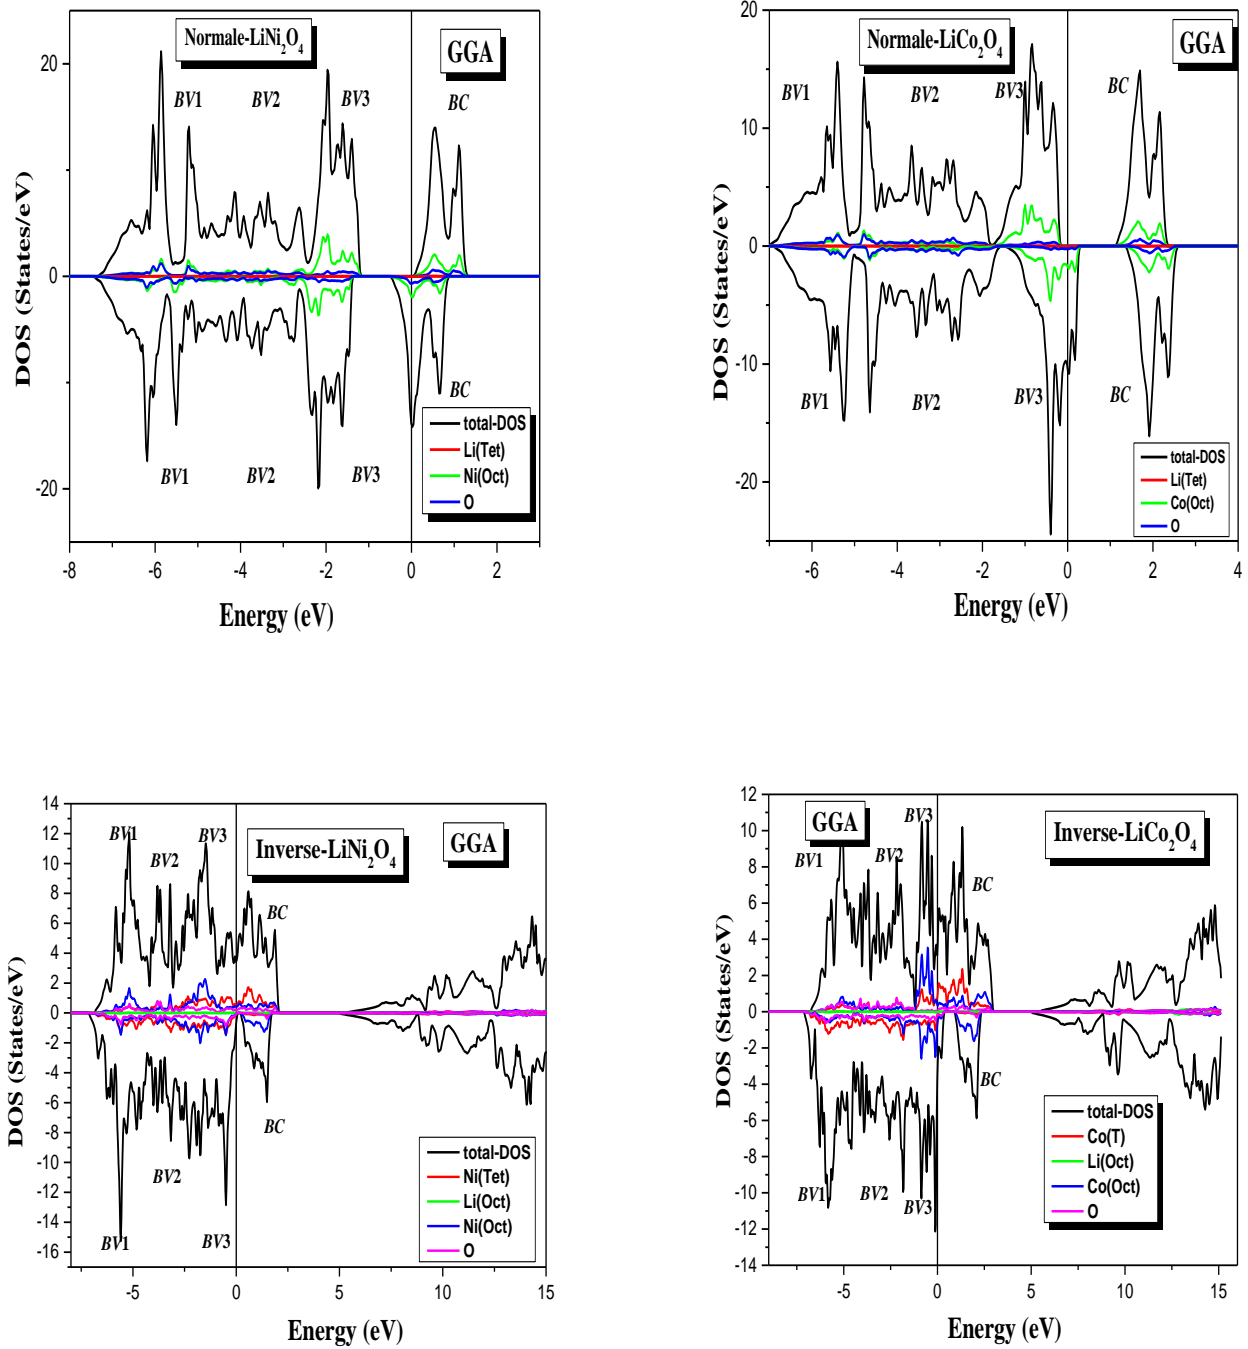 Normale-LiNi₂O₄
GGA
20
0
-20
BV1
BV2
BV3
BC
BC
BV1
BV2
BV3
total-DOS
Li(Tet)
Ni(Oct)
O
-8
-6
-4
-2
0
2
DOS (States/eV)
Energy (eV)
Normale-LiCo₂O₄
GGA
20
10
0
-10
-20
BV1
BV2
BV3
BC
BV1
BV2
BV3
BC
total-DOS
Li(Tet)
Co(Oct)
O
-6
-4
-2
0
2
4
DOS (States/eV)
Energy (eV)
Inverse-LiNi₂O₄
GGA
14
12
10
8
6
4
2
0
-2
-4
-6
-8
-10
-12
-14
-16
BV1
BV2
BV3
BC
BC
BV2
BV1
BV3
total-DOS
Ni(Tet)
Li(Oct)
Ni(Oct)
O
-5
0
5
10
15
DOS (States/eV)
Energy (eV)
GGA
Inverse-LiCo₂O₄
12
10
8
6
4
2
0
-2
-4
-6
-8
-10
-12
-14
BV3
BV1
BV2
BC
BC
BV1
BV2
BV3
total-DOS
Co(T)
Li(Oct)
Co(Oct)
O
-5
0
5
10
15
DOS (States/eV)
Energy (eV)